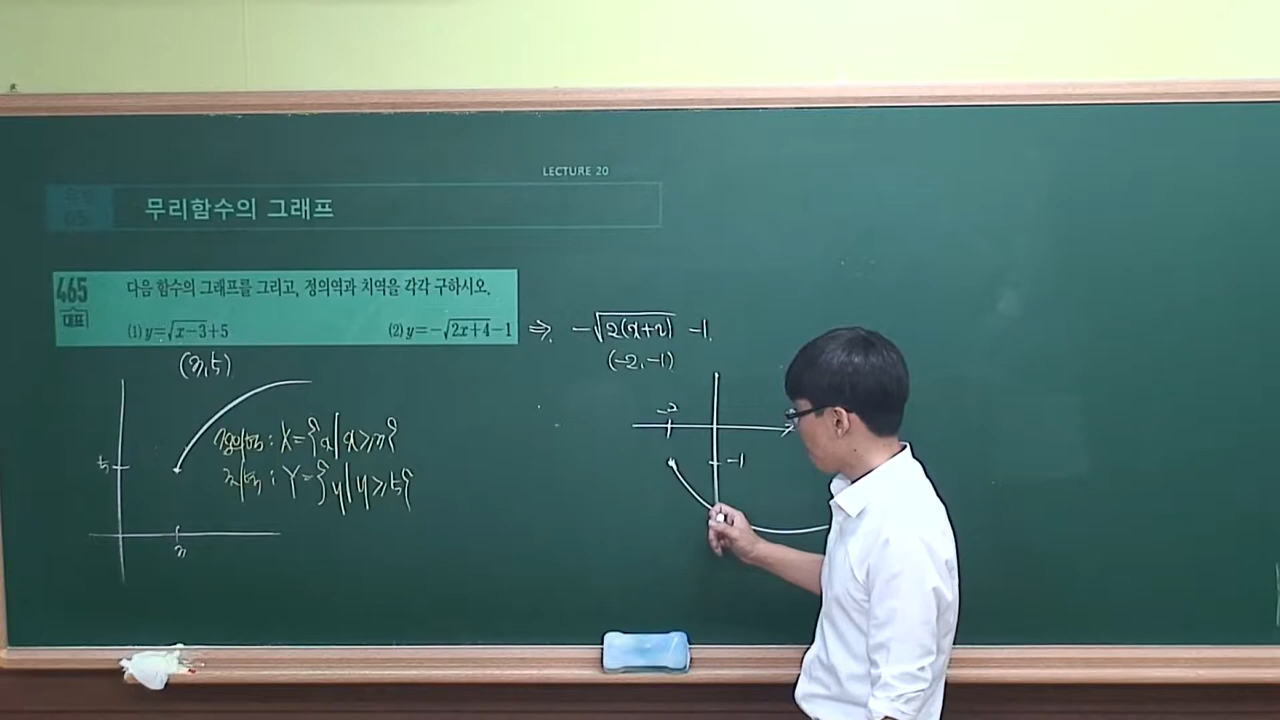 LECTURE 20
무리함수의 그래프
465
대표
다음 함수의 그래프를 그리고, 정의역과 치역을 각각 구하시오.
(1) y=√(x-3)+5
(2) y=-√(2x+4)-1 ⇒ -√(2(x+2)) -1
(3,5)
(-2,-1)
정의역 : X={x|x≥3}
치역 : Y={y|y≥5}
5
3
-2
-1